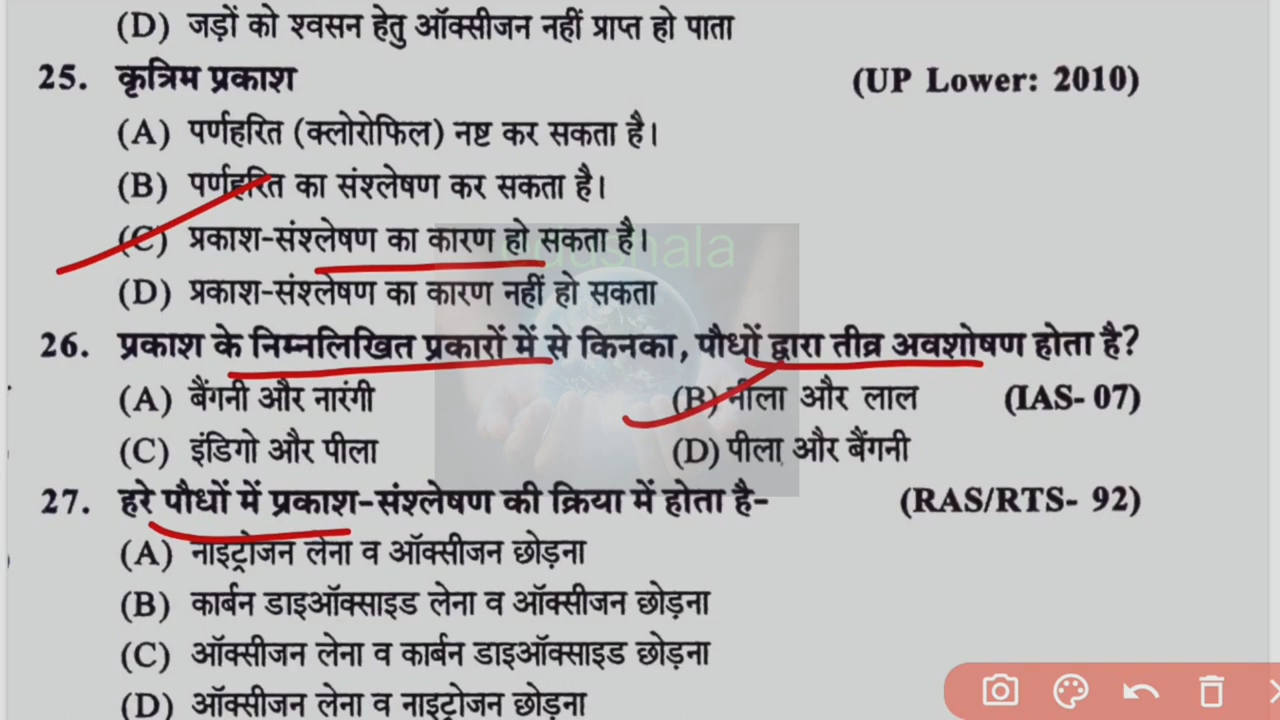 (D) जड़ों को श्वसन हेतु ऑक्सीजन नहीं प्राप्त हो पाता
25. कृत्रिम प्रकाश (UP Lower: 2010)
(A) पर्णहरित (क्लोरोफिल) नष्ट कर सकता है।
(B) पर्णहरित का संश्लेषण कर सकता है।
(C) प्रकाश-संश्लेषण का कारण हो सकता है।
edushala
(D) प्रकाश-संश्लेषण का कारण नहीं हो सकता
26. प्रकाश के निम्नलिखित प्रकारों में से किनका, पौधों द्वारा तीव्र अवशोषण होता है?
(A) बैंगनी और नारंगी (B) नीला और लाल (IAS- 07)
(C) इंडिगो और पीला (D) पीला और बैंगनी
27. हरे पौधों में प्रकाश-संश्लेषण की क्रिया में होता है- (RAS/RTS- 92)
(A) नाइट्रोजन लेना व ऑक्सीजन छोड़ना
(B) कार्बन डाइऑक्साइड लेना व ऑक्सीजन छोड़ना
(C) ऑक्सीजन लेना व कार्बन डाइऑक्साइड छोड़ना
(D) ऑक्सीजन लेना व नाइट्रोजन छोड़ना